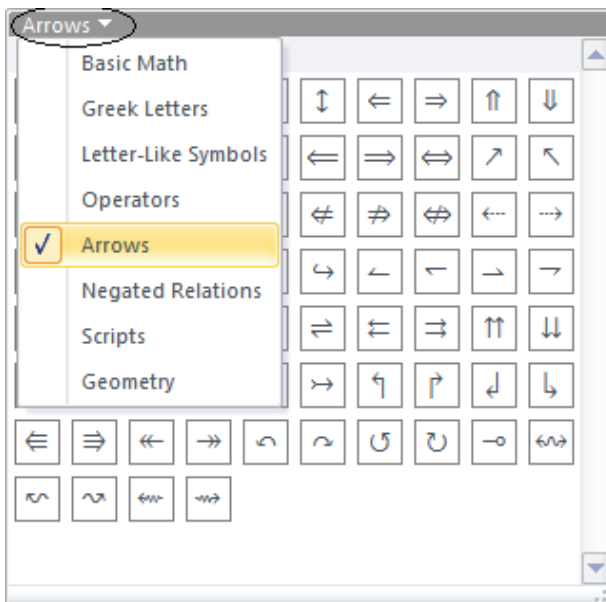 Arrows
Basic Math
Greek Letters
Letter-Like Symbols
Operators
Arrows
Negated Relations
Scripts
Geometry